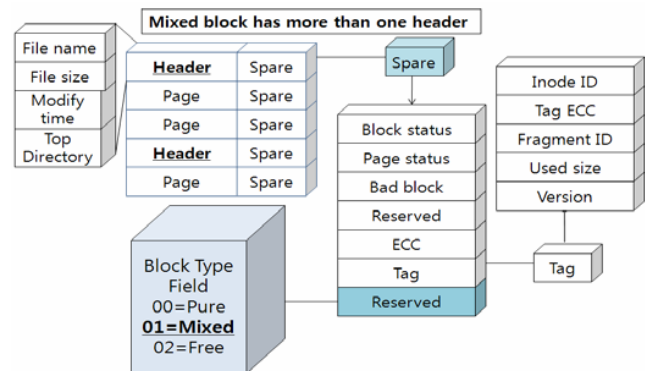 Mixed block has more than one header
File name
File size
Modify
time
Top
Directory
Header Spare
Page Spare
Page Spare
Header Spare
Page Spare
Spare
Block status
Page status
Bad block
Reserved
ECC
Tag
Reserved
Inode ID
Tag ECC
Fragment ID
Used size
Version
Tag
Block Type
Field
00=Pure
01=Mixed
02=Free